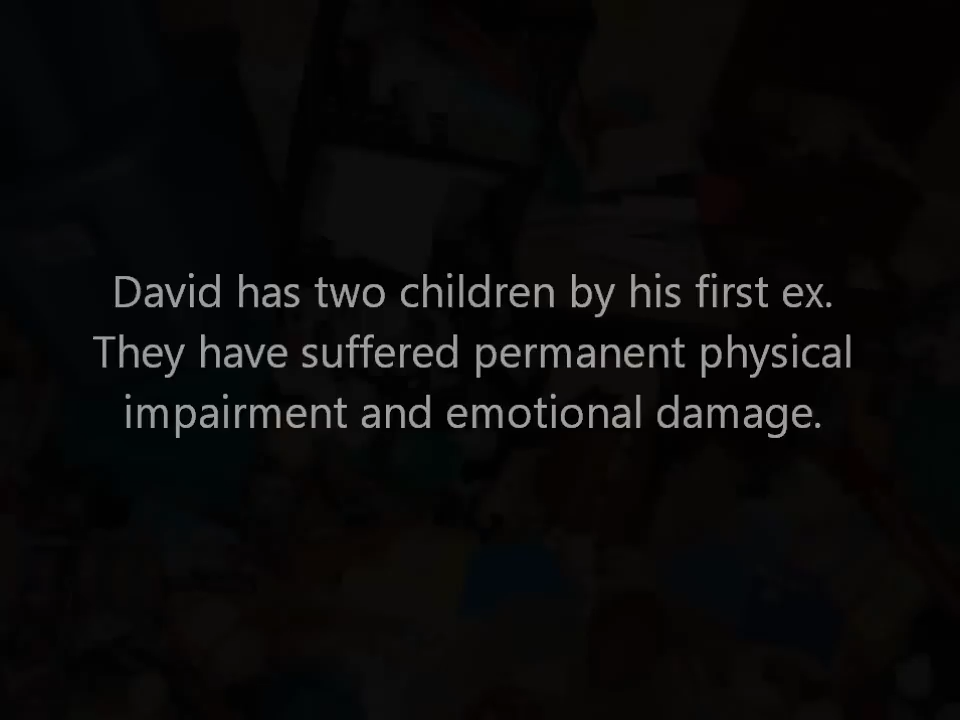 David has two children by his first ex.
They have suffered permanent physical
impairment and emotional damage.